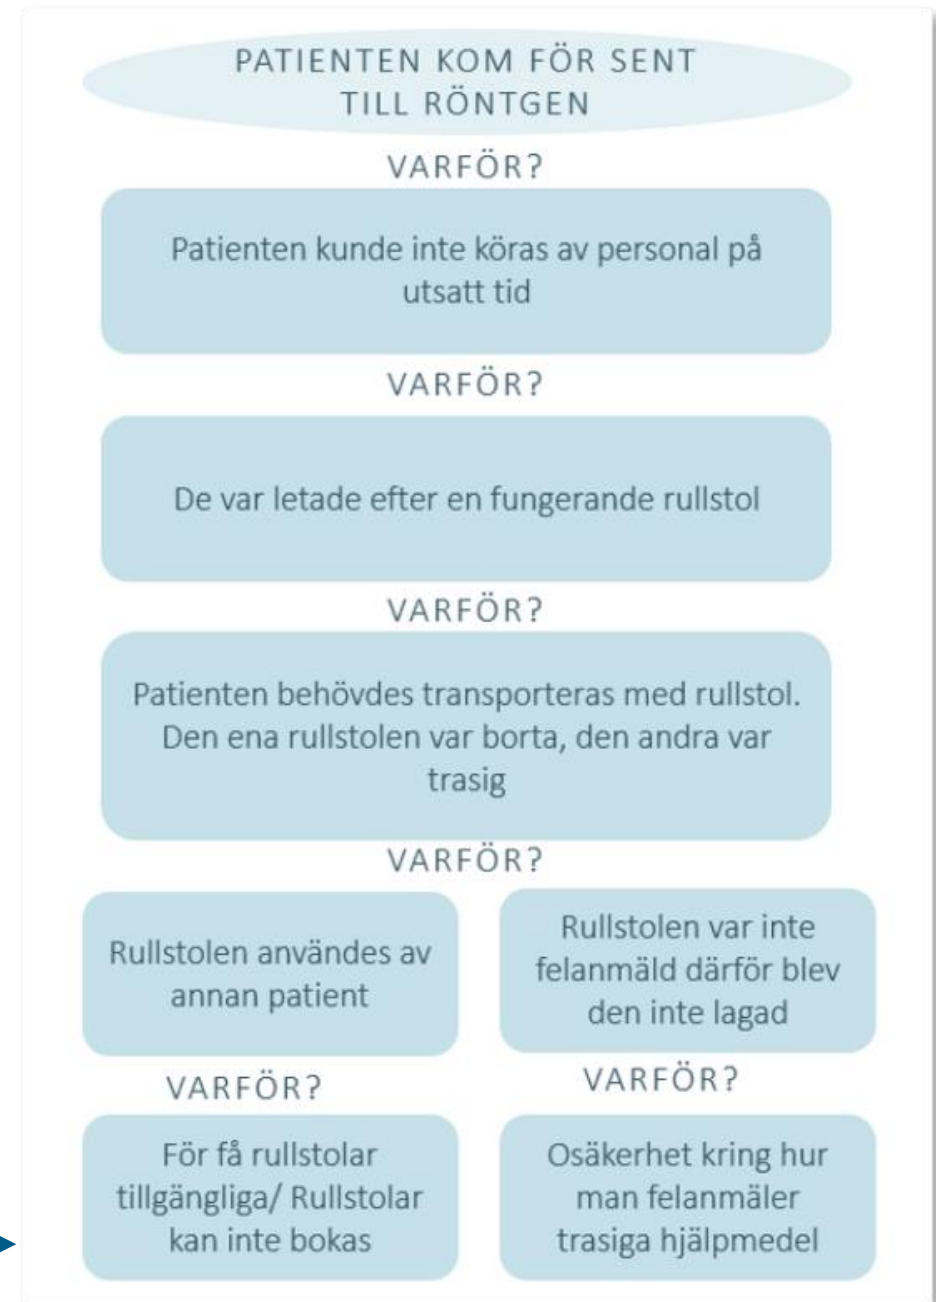 PATIENTEN KOM FÖR SENT
TILL RÖNTGEN
VARFÖR?
Patienten kunde inte köras av personal på
utsatt tid
VARFÖR?
De var letade efter en fungerande rullstol
VARFÖR?
Patienten behövdes transporteras med rullstol.
Den ena rullstolen var borta, den andra var
trasig
VARFÖR?
Rullstolen användes av
annan patient
Rullstolen var inte
felanmäld därför blev
den inte lagad
VARFÖR?
VARFÖR?
För få rullstolar
tillgängliga/ Rullstolar
kan inte bokas
Osäkerhet kring hur
man felanmäler
trasiga hjälpmedel